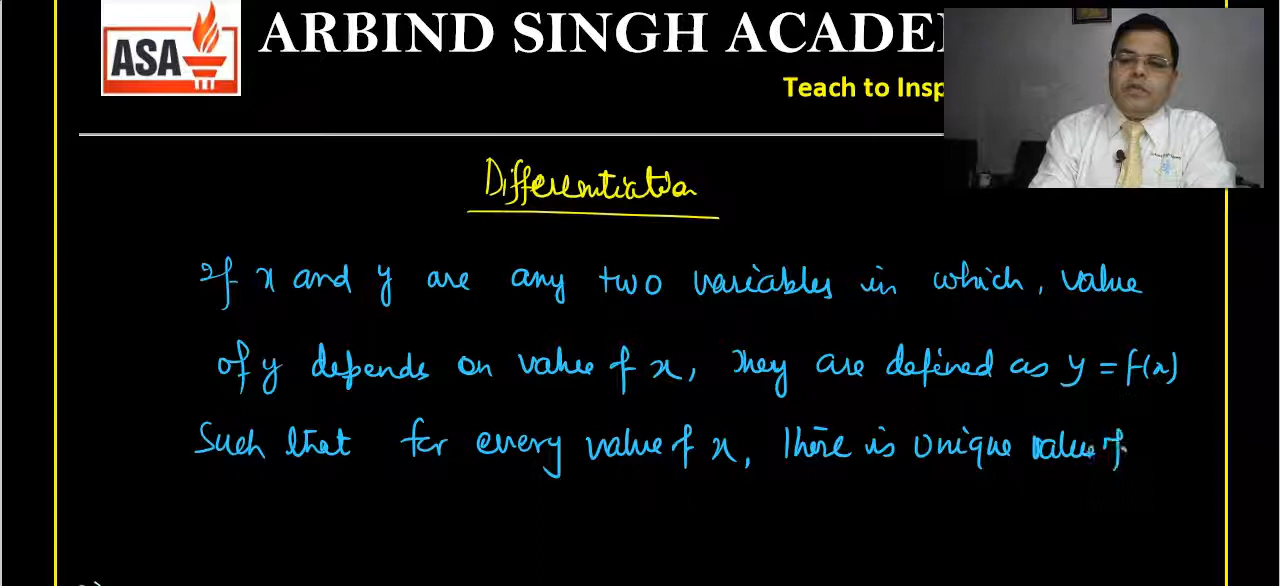 ASA
ARBIND SINGH ACADE
Teach to Insp
Differentiation
If x and y are any two variables in which, value
of y depends on value of x, they are defined as y = f(x)
Such that for every value of x, there is unique value of